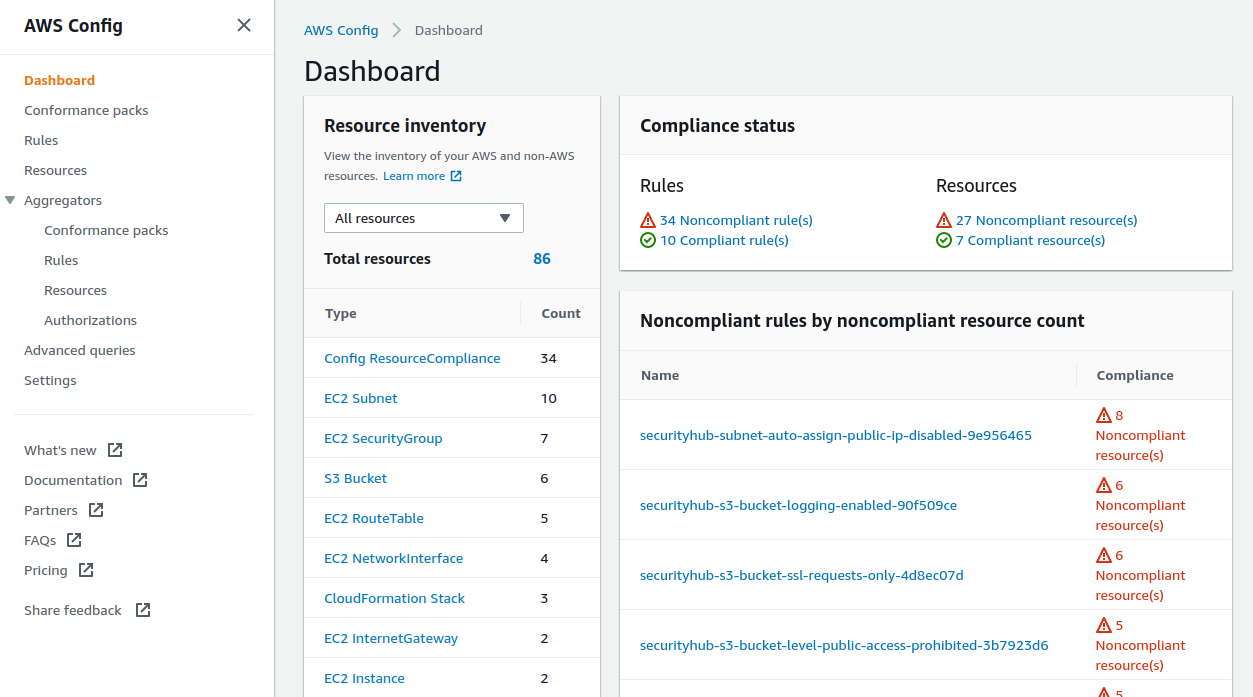 AWS Config
Dashboard
Conformance packs
Rules
Resources
Aggregators
Conformance packs
Rules
Resources
Authorizations
Advanced queries
Settings
What's new
Documentation
Partners
FAQs
Pricing
Share feedback
AWS Config > Dashboard
Dashboard
Resource inventory
View the inventory of your AWS and non-AWS
resources. Learn more
All resources
Total resources 86
Type Count
Config ResourceCompliance 34
EC2 Subnet 10
EC2 SecurityGroup 7
S3 Bucket 6
EC2 RouteTable 5
EC2 NetworkInterface 4
CloudFormation Stack 3
EC2 InternetGateway 2
EC2 Instance 2
Compliance status
Rules
34 Noncompliant rule(s)
10 Compliant rule(s)
Resources
27 Noncompliant resource(s)
7 Compliant resource(s)
Noncompliant rules by noncompliant resource count
Name Compliance
securityhub-subnet-auto-assign-public-ip-disabled-9e956465
8
Noncompliant
resource(s)
securityhub-s3-bucket-logging-enabled-90f509ce
6
Noncompliant
resource(s)
securityhub-s3-bucket-ssl-requests-only-4d8ec07d
6
Noncompliant
resource(s)
securityhub-s3-bucket-level-public-access-prohibited-3b7923d6
5
Noncompliant
resource(s)
5